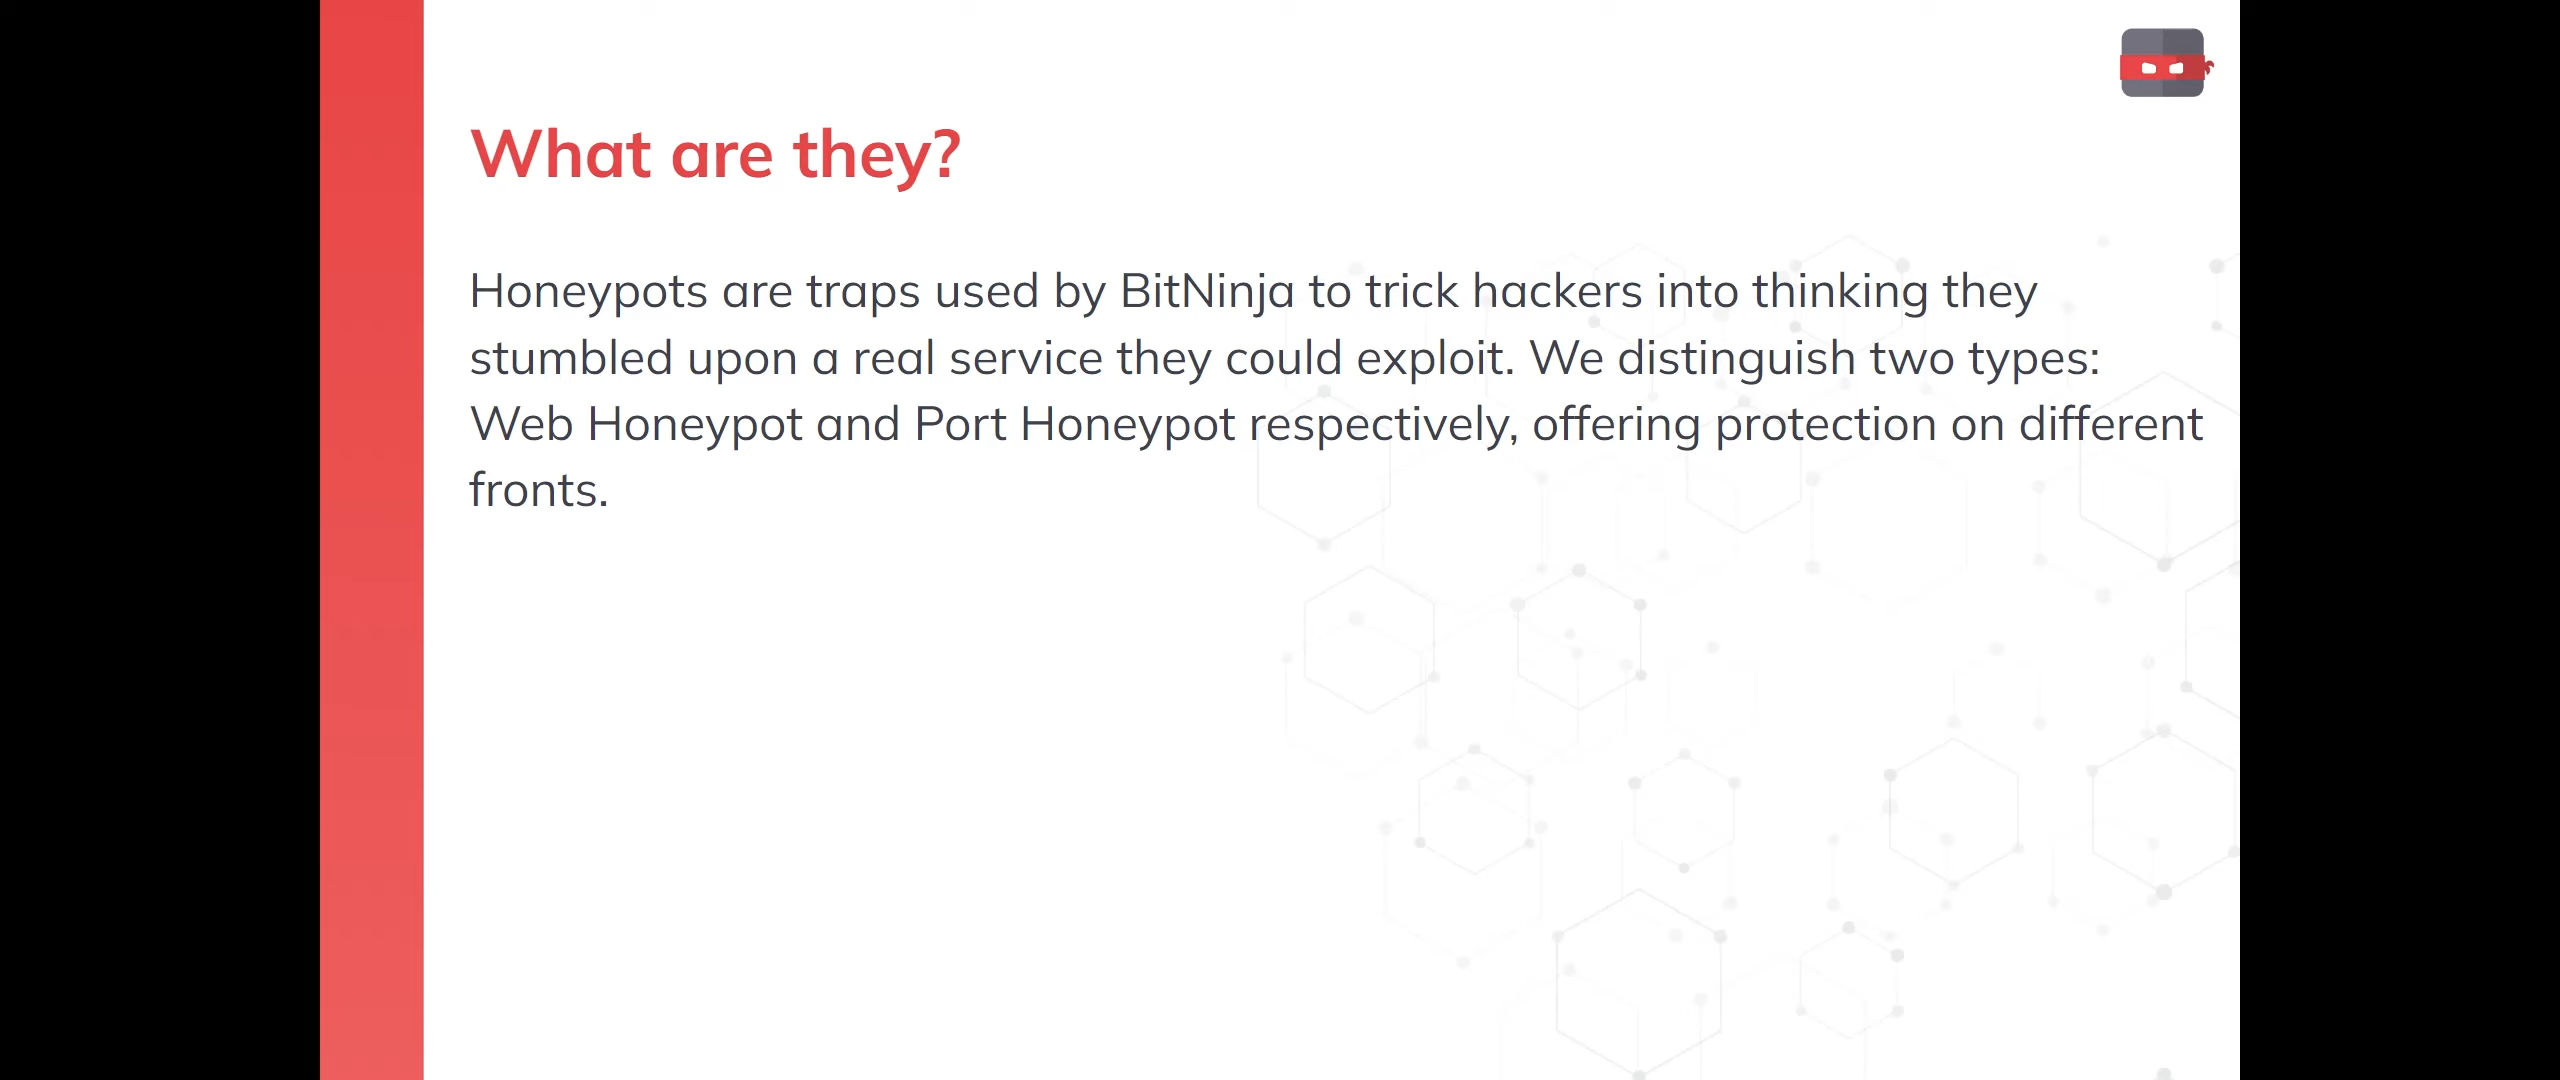 What are they?
Honeypots are traps used by BitNinja to trick hackers into thinking they
stumbled upon a real service they could exploit. We distinguish two types:
Web Honeypot and Port Honeypot respectively, offering protection on different
fronts.